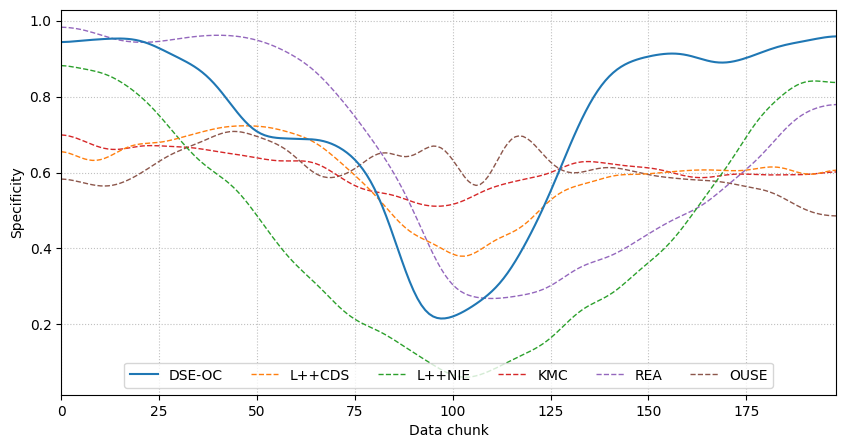 1.0
0.8
0.6
0.4
0.2
Specificity
DSE-OC L++CDS L++NIE KMC REA OUSE
0 25 50 75 100 125 150 175
Data chunk